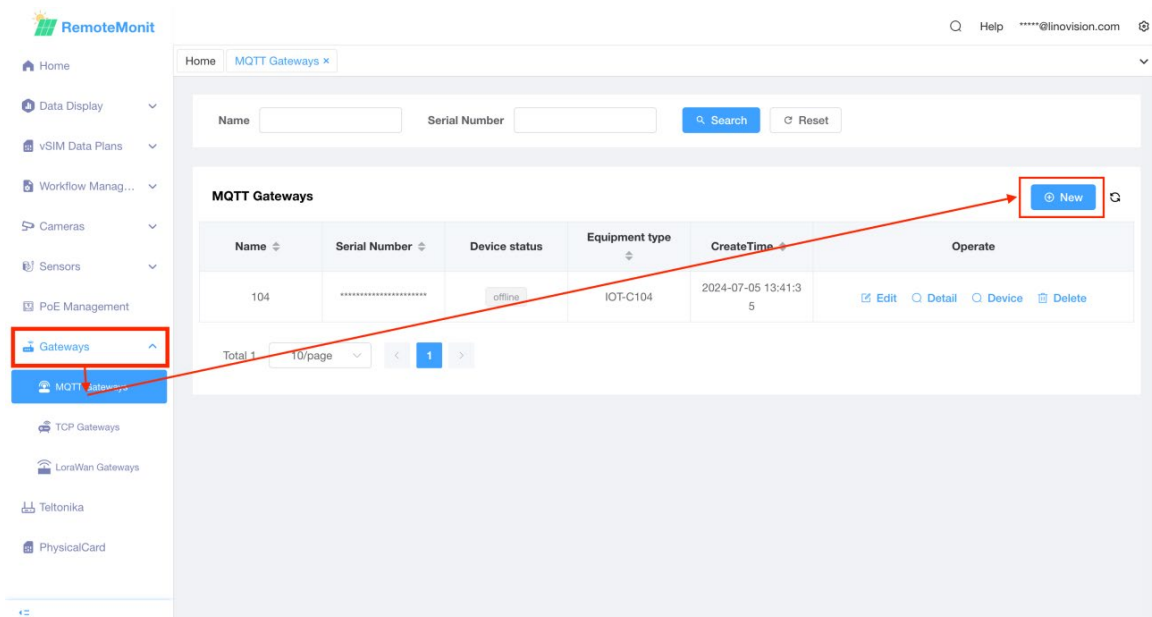 RemoteMonit
Help *****@linovision.com
Home
Data Display
vSIM Data Plans
Workflow Manag...
Cameras
Sensors
PoE Management
Gateways
MQTT Gateways
TCP Gateways
LoraWan Gateways
Teltonika
PhysicalCard
Home MQTT Gateways ×
Name Serial Number Search Reset
MQTT Gateways New
Name Serial Number Device status Equipment type CreateTime Operate
104 ********************** offline IOT-C104 2024-07-05 13:41:3
5
Edit Detail Device Delete
Total 1 10/page < 1 >